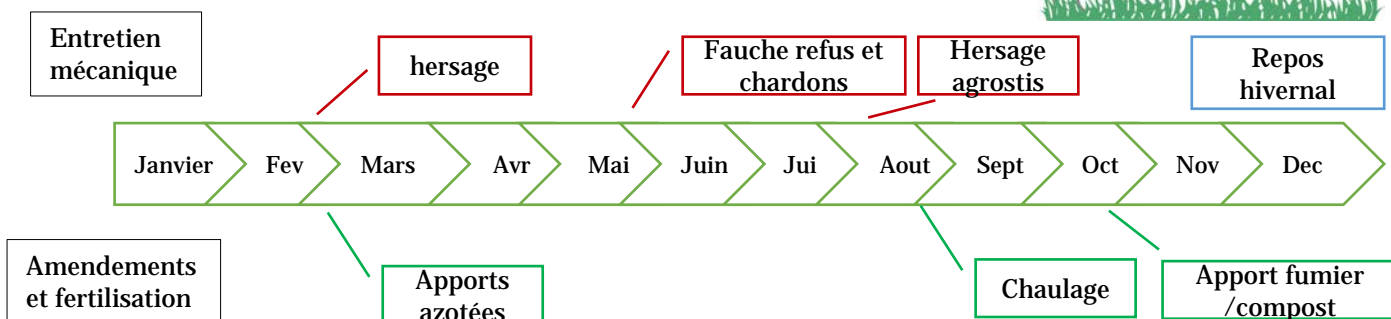 Entretien
mécanique
hersage
Fauche refus et
chardons
Hersage
agrostis
Repos
hivernal
Janvier
Fev
Mars
Avr
Mai
Juin
Jui
Aout
Sept
Oct
Nov
Dec
Amendements
et fertilisation
Apports
azotées
Chaulage
Apport fumier
/compost